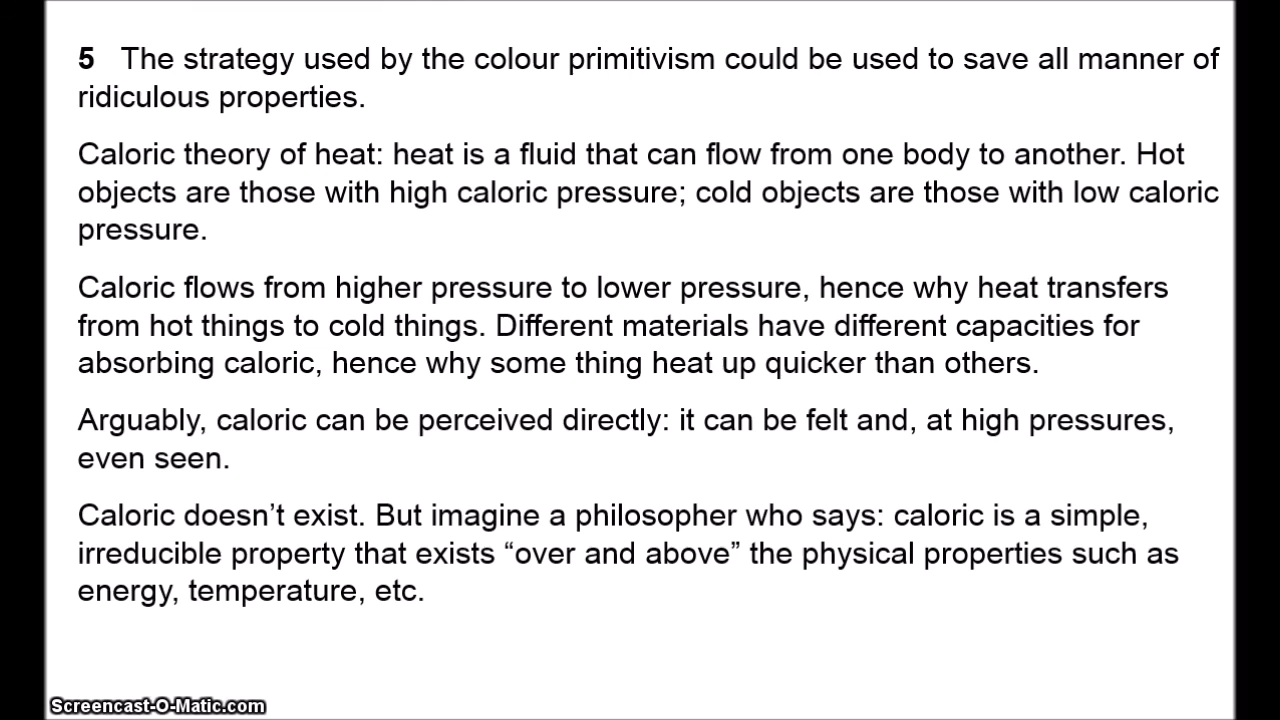 5 The strategy used by the colour primitivism could be used to save all manner of
ridiculous properties.
Caloric theory of heat: heat is a fluid that can flow from one body to another. Hot
objects are those with high caloric pressure; cold objects are those with low caloric
pressure.
Caloric flows from higher pressure to lower pressure, hence why heat transfers
from hot things to cold things. Different materials have different capacities for
absorbing caloric, hence why some thing heat up quicker than others.
Arguably, caloric can be perceived directly: it can be felt and, at high pressures,
even seen.
Caloric doesn’t exist. But imagine a philosopher who says: caloric is a simple,
irreducible property that exists “over and above” the physical properties such as
energy, temperature, etc.
Screencast-O-Matic.com